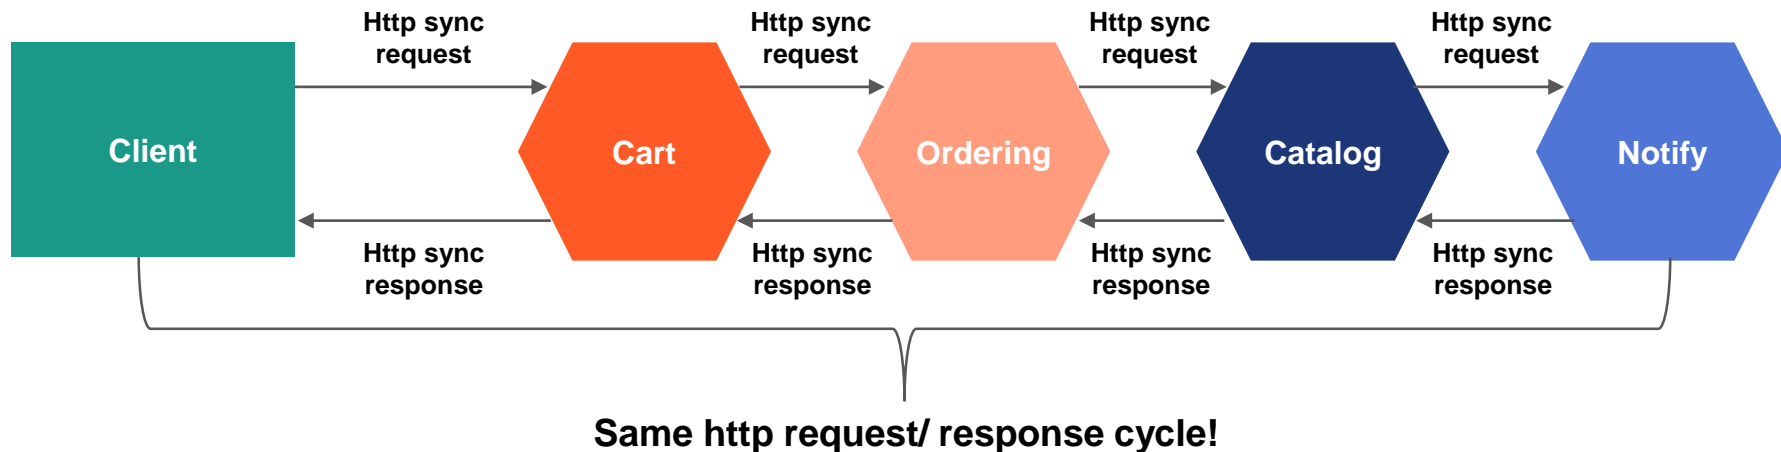 Http sync
request
Http sync
request
Http sync
request
Http sync
request
Client
Cart
Ordering
Catalog
Notify
Http sync
response
Http sync
response
Http sync
response
Http sync
response
Same http request/ response cycle!